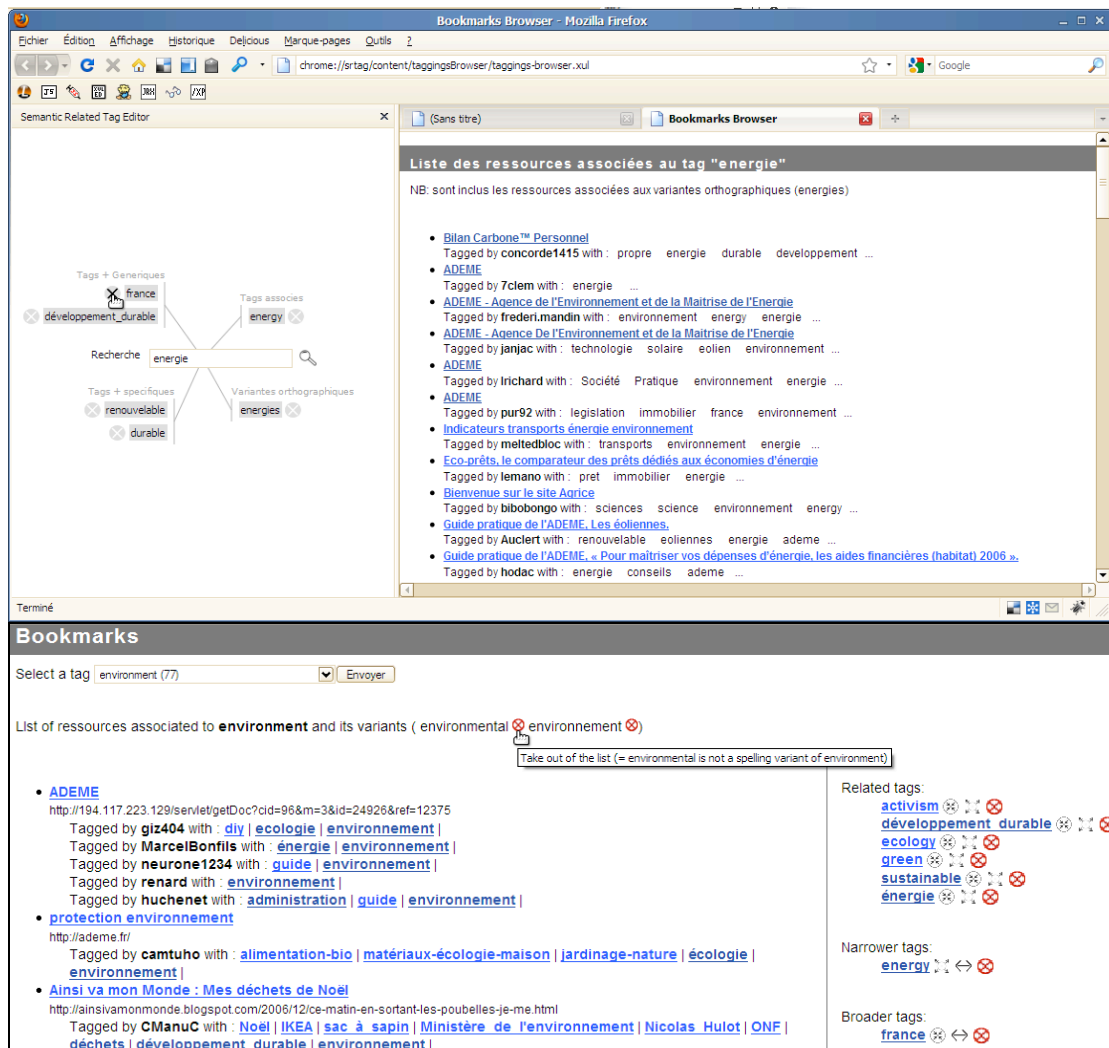 Bookmarks Browser - Mozilla Firefox
Fichier Édition Affichage Historique Delicious Marque-pages Outils ?
chrome://srtag/content/taggingsBrowser/taggings-browser.xul
Google
JS XUL ED JRX /XP
Semantic Related Tag Editor
(Sans titre) Bookmarks Browser
Liste des ressources associées au tag "energie"
NB: sont inclus les ressources associées aux variantes orthographiques (energies)
Bilan Carbone™ Personnel
Tagged by concorde1415 with : propre energie durable developpement ...
ADEME
Tagged by 7clem with : energie ...
ADEME - Agence de l'Environnement et de la Maitrise de l'Energie
Tagged by frederi.mandin with : environnement energy energie ...
ADEME - Agence De l'Environnement et de la Maitrise de l'Energie
Tagged by janjac with : technologie solaire eolien environnement ...
ADEME
Tagged by lrichard with : Société Pratique environnement energie ...
ADEME
Tagged by pur92 with : legislation immobilier france environnement ...
Indicateurs transports énergie environnement
Tagged by meltedbloc with : transports environnement energie ...
Eco-prêts, le comparateur des prêts dédiés aux économies d'énergie
Tagged by lemano with : pret immobilier energie ...
Bienvenue sur le site Agrice
Tagged by bibobongo with : sciences science environnement energy ...
Guide pratique de l'ADEME, Les éoliennes.
Tagged by Auclert with : renouvelable eoliennes energie ademe ...
Guide pratique de l'ADEME, « Pour maîtriser vos dépenses d'énergie, les aides financières (habitat) 2006 ».
Tagged by hodac with : energie conseils ademe ...
Tags + Generiques
france
développement_durable
Tags associes
energy
Recherche energie
Tags + specifiques
renouvelable
durable
Variantes orthographiques
energies
Terminé
Bookmarks
Select a tag environment (77) Envoyer
List of ressources associated to environment and its variants ( environmental environnement )
Take out of the list (= environmental is not a spelling variant of environment)
ADEME
http://194.117.223.129/servlet/getDoc?cid=96&m=3&id=24926&ref=12375
Tagged by giz404 with : diy | ecologie | environnement |
Tagged by MarcelBonfils with : énergie | environnement |
Tagged by neurone1234 with : guide | environnement |
Tagged by renard with : environnement |
Tagged by huchenet with : administration | guide | environnement |
protection environnement
http://ademe.fr/
Tagged by camtuho with : alimentation-bio | matériaux-écologie-maison | jardinage-nature | écologie |
environnement |
Ainsi va mon Monde : Mes déchets de Noël
http://ainsivamonmonde.blogspot.com/2006/12/ce-matin-en-sortant-les-poubelles-je-me.html
Tagged by CManuC with : Noël | IKEA | sac à sapin | Ministère de l'environnement | Nicolas Hulot | ONF |
déchets | développement durable | environnement |
Related tags:
activism
développement durable
ecology
green
sustainable
énergie
Narrower tags:
energy
Broader tags:
france